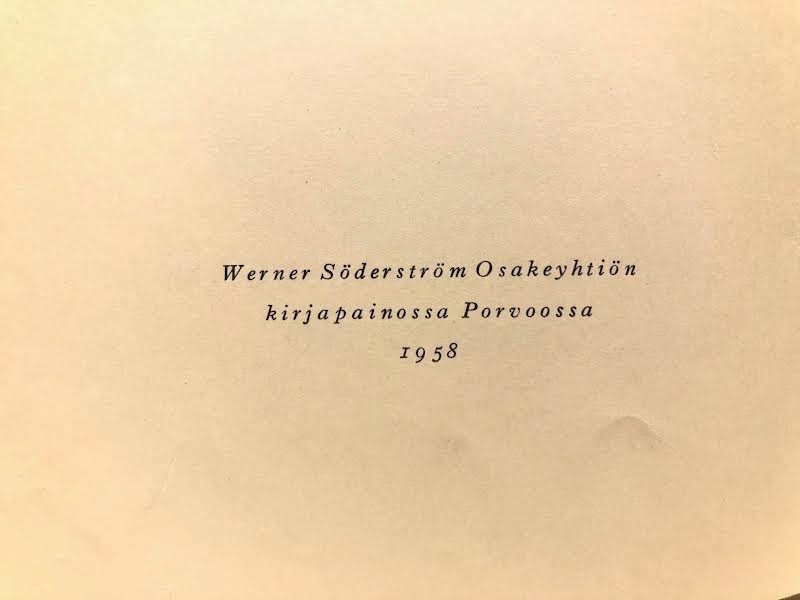 Werner Söderström Osakeyhtiön
kirjapainossa Porvoossa
1958